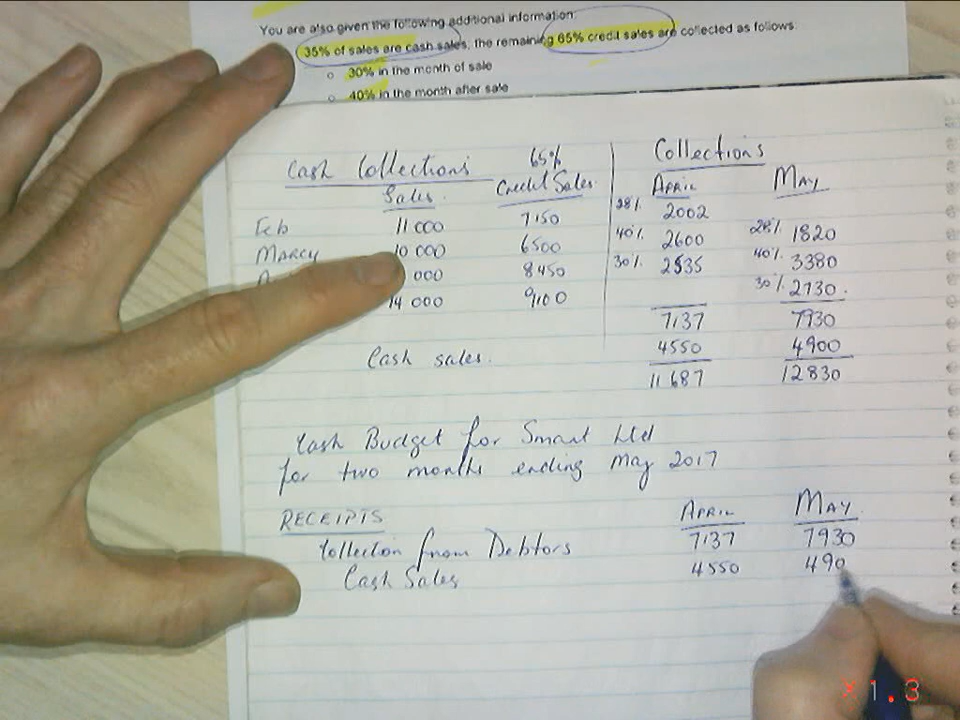 You are also given the following additional information:
35% of sales are cash sales; the remaining 65% credit sales are collected as follows:
o 30% in the month of sale
o 40% in the month after sale
Cash Collections 65% Collections
Sales Credit Sales April May
Feb 11 000 7150 28% 2002
March 10 000 6500 40% 2600 28% 1820
000 8450 30% 2535 40% 3380
14 000 9100 30% 2730
7137 7930
Cash sales. 4550 4900
11 687 12830
Cash Budget for Smart Ltd
for two months ending May 2017
RECEIPTS April May
Collection from Debtors 7137 7930
Cash Sales 4550 490
x1.3